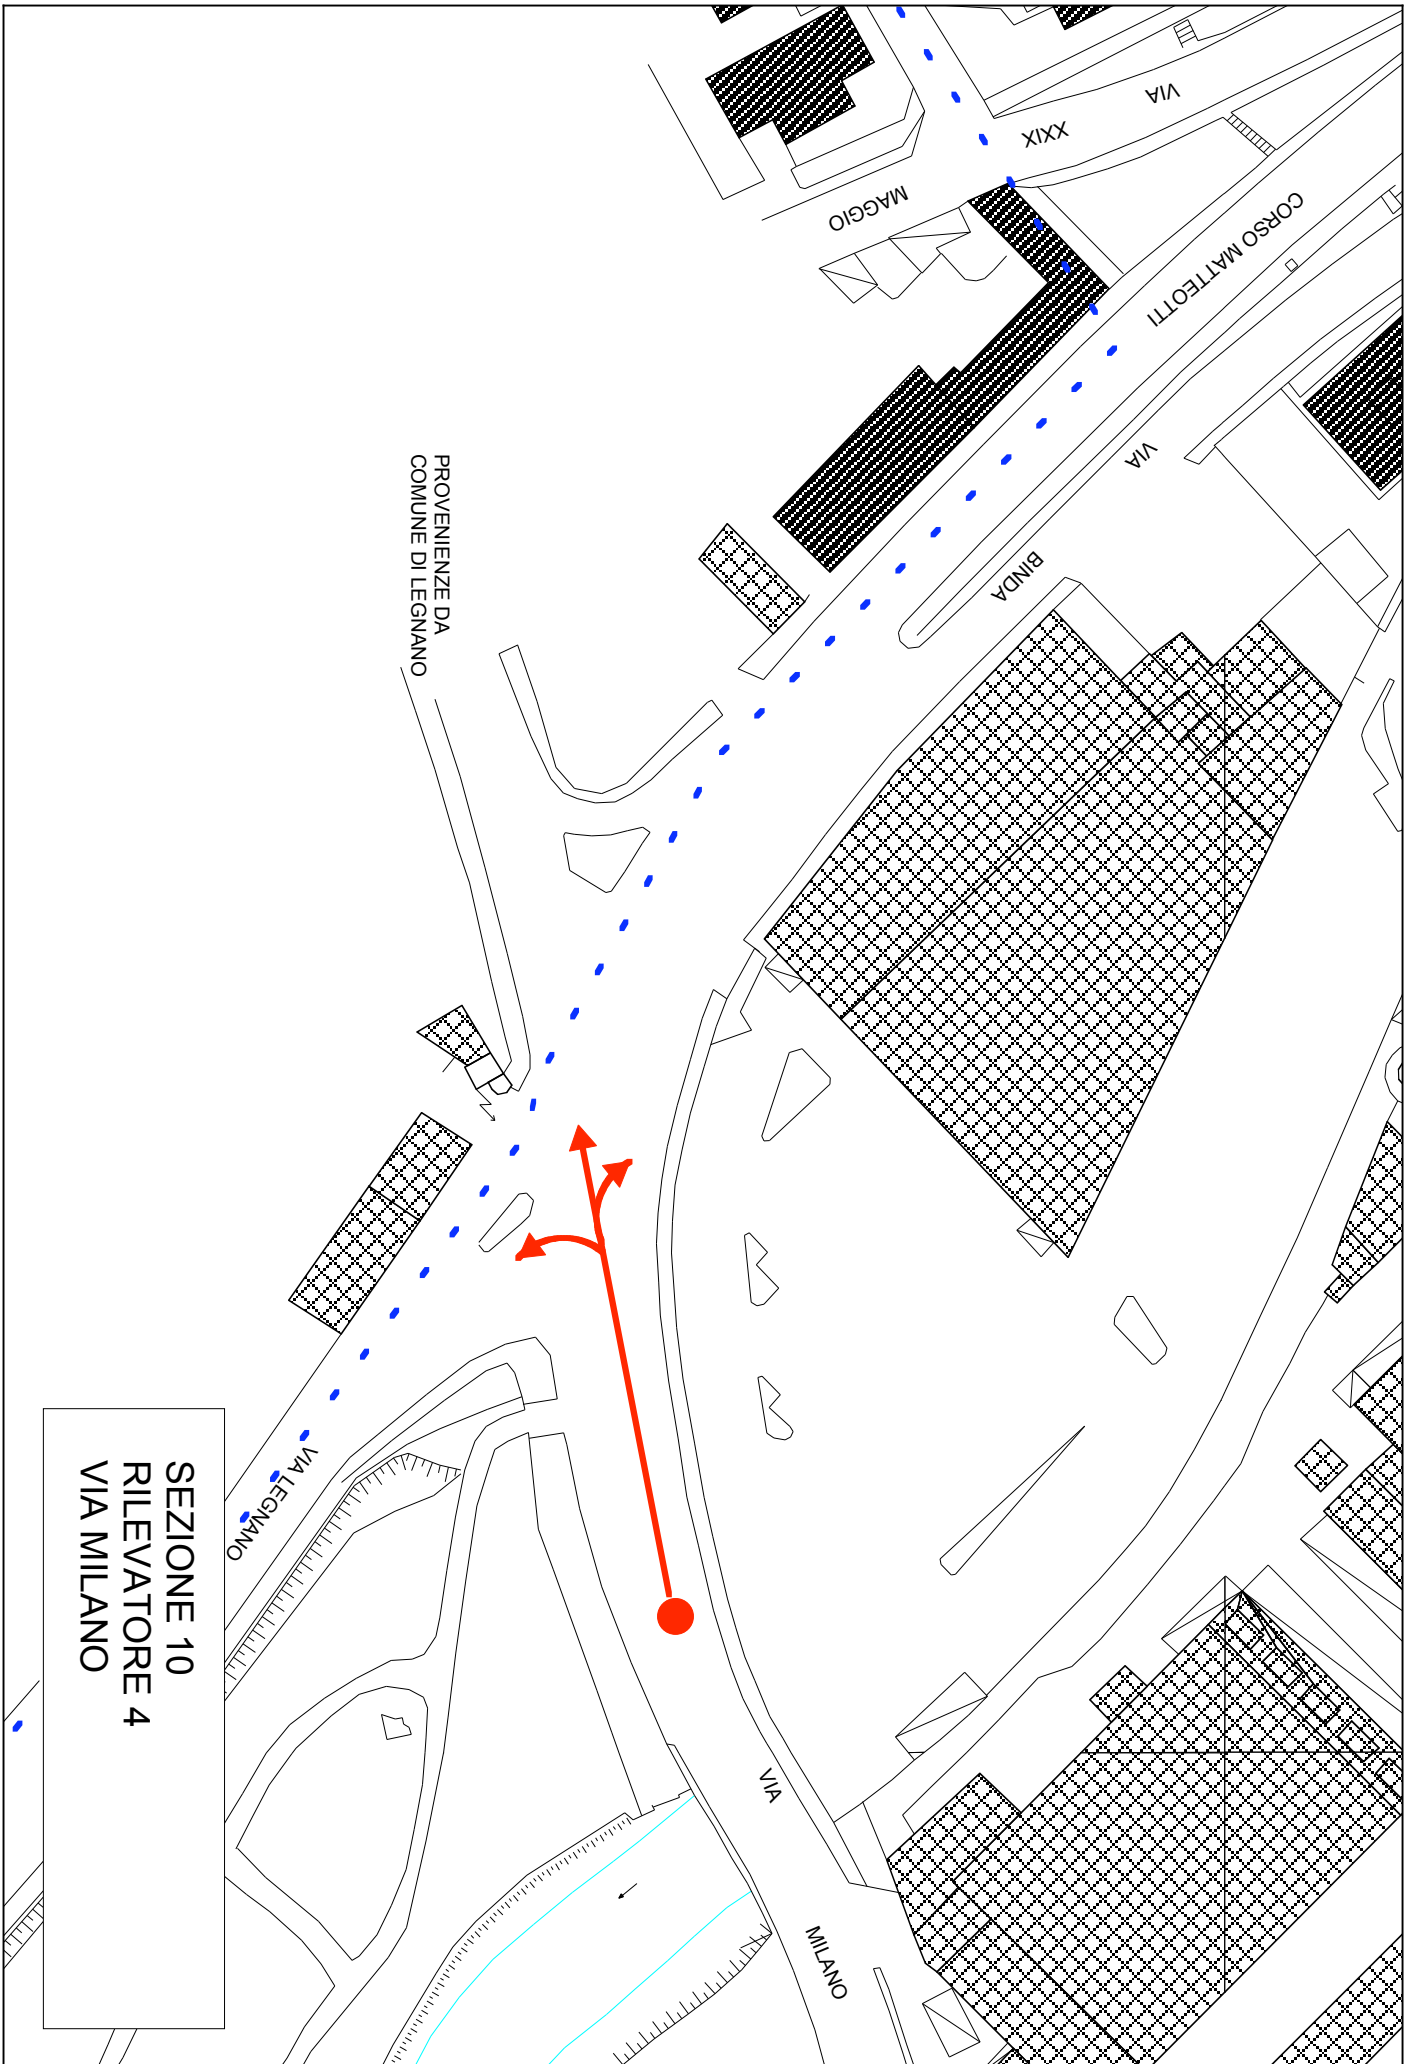 VIA
XXIX
MAGGIO
CORSO MATTEOTTI
VIA
BINDA
PROVENIENZE DA
COMUNE DI LEGNANO
VIA LEGNANO
VIA
MILANO
SEZIONE 10
RILEVATORE 4
VIA MILANO